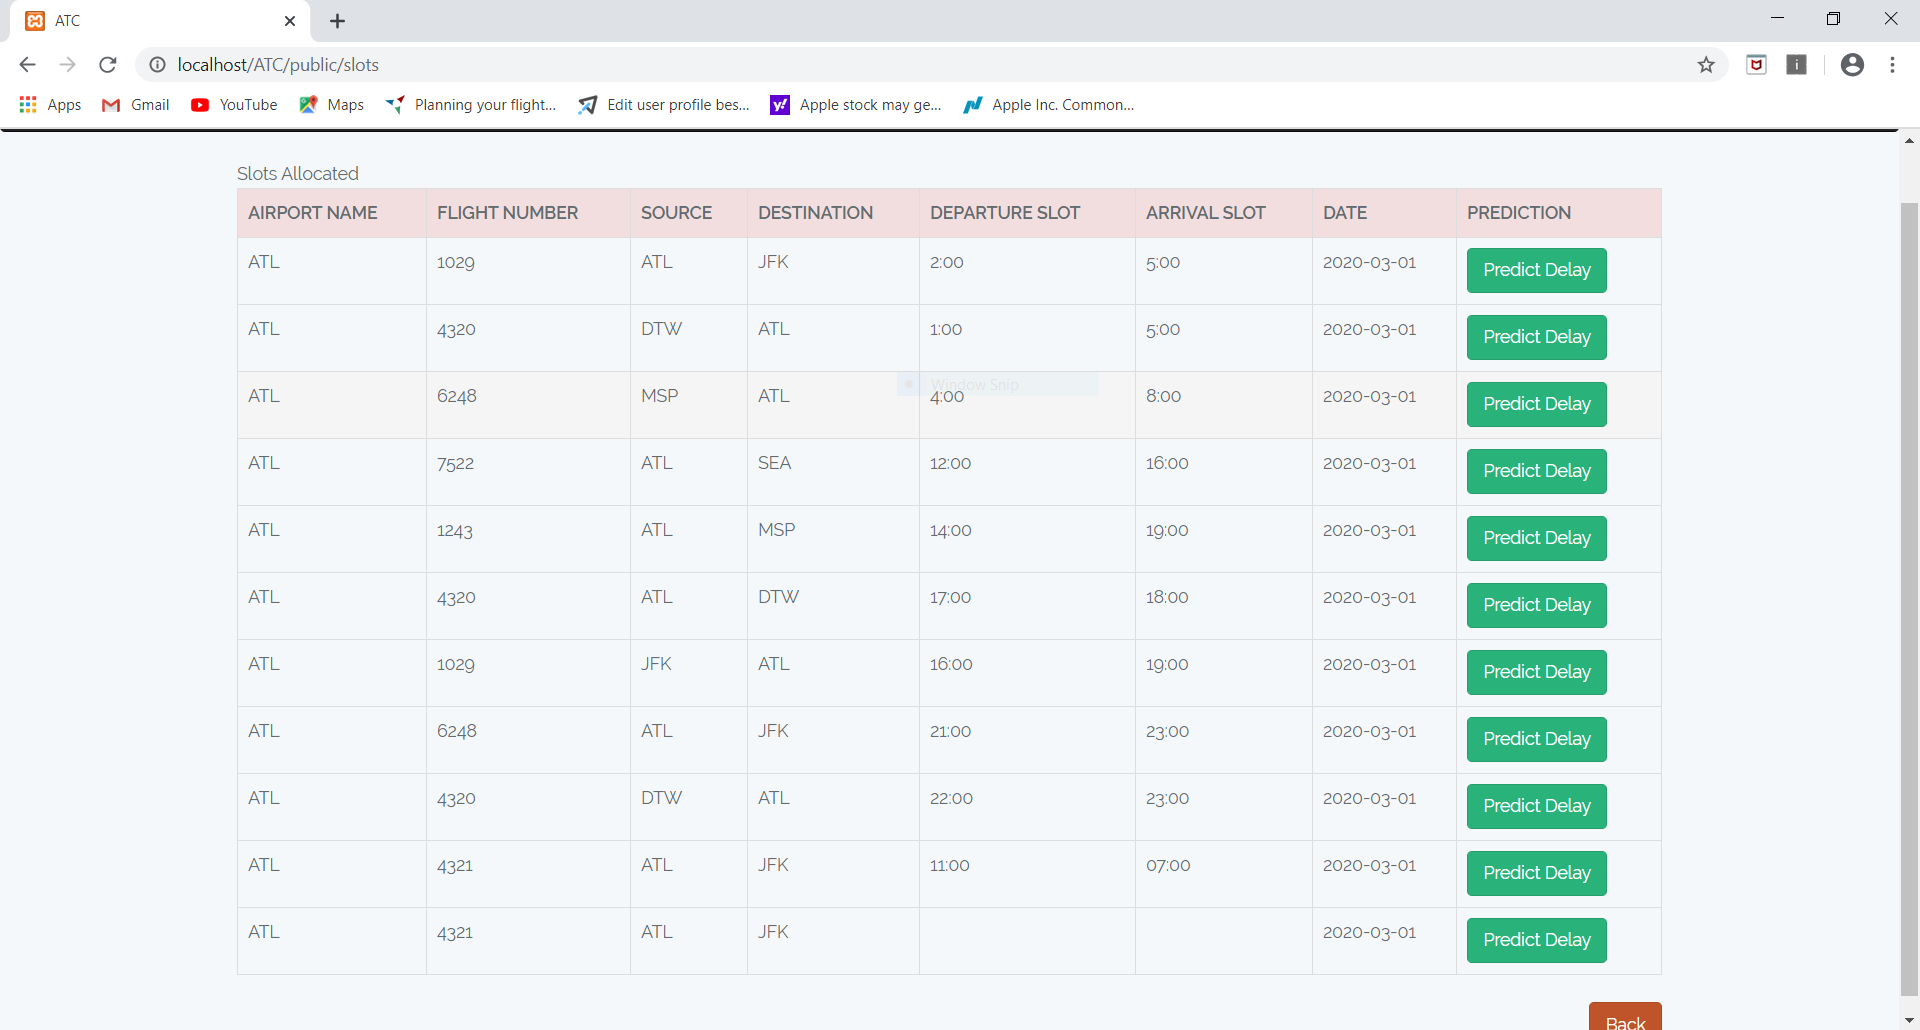 ATC
localhost/ATC/public/slots
Apps Gmail YouTube Maps Planning your flight... Edit user profile bes... Apple stock may ge... Apple Inc. Common...
Slots Allocated
AIRPORT NAME FLIGHT NUMBER SOURCE DESTINATION DEPARTURE SLOT ARRIVAL SLOT DATE PREDICTION
ATL 1029 ATL JFK 2:00 5:00 2020-03-01 Predict Delay
ATL 4320 DTW ATL 1:00 5:00 2020-03-01 Predict Delay
Window Snip
ATL 6248 MSP ATL 4:00 8:00 2020-03-01 Predict Delay
ATL 7522 ATL SEA 12:00 16:00 2020-03-01 Predict Delay
ATL 1243 ATL MSP 14:00 19:00 2020-03-01 Predict Delay
ATL 4320 ATL DTW 17:00 18:00 2020-03-01 Predict Delay
ATL 1029 JFK ATL 16:00 19:00 2020-03-01 Predict Delay
ATL 6248 ATL JFK 21:00 23:00 2020-03-01 Predict Delay
ATL 4320 DTW ATL 22:00 23:00 2020-03-01 Predict Delay
ATL 4321 ATL JFK 11:00 07:00 2020-03-01 Predict Delay
ATL 4321 ATL JFK 2020-03-01 Predict Delay
Back